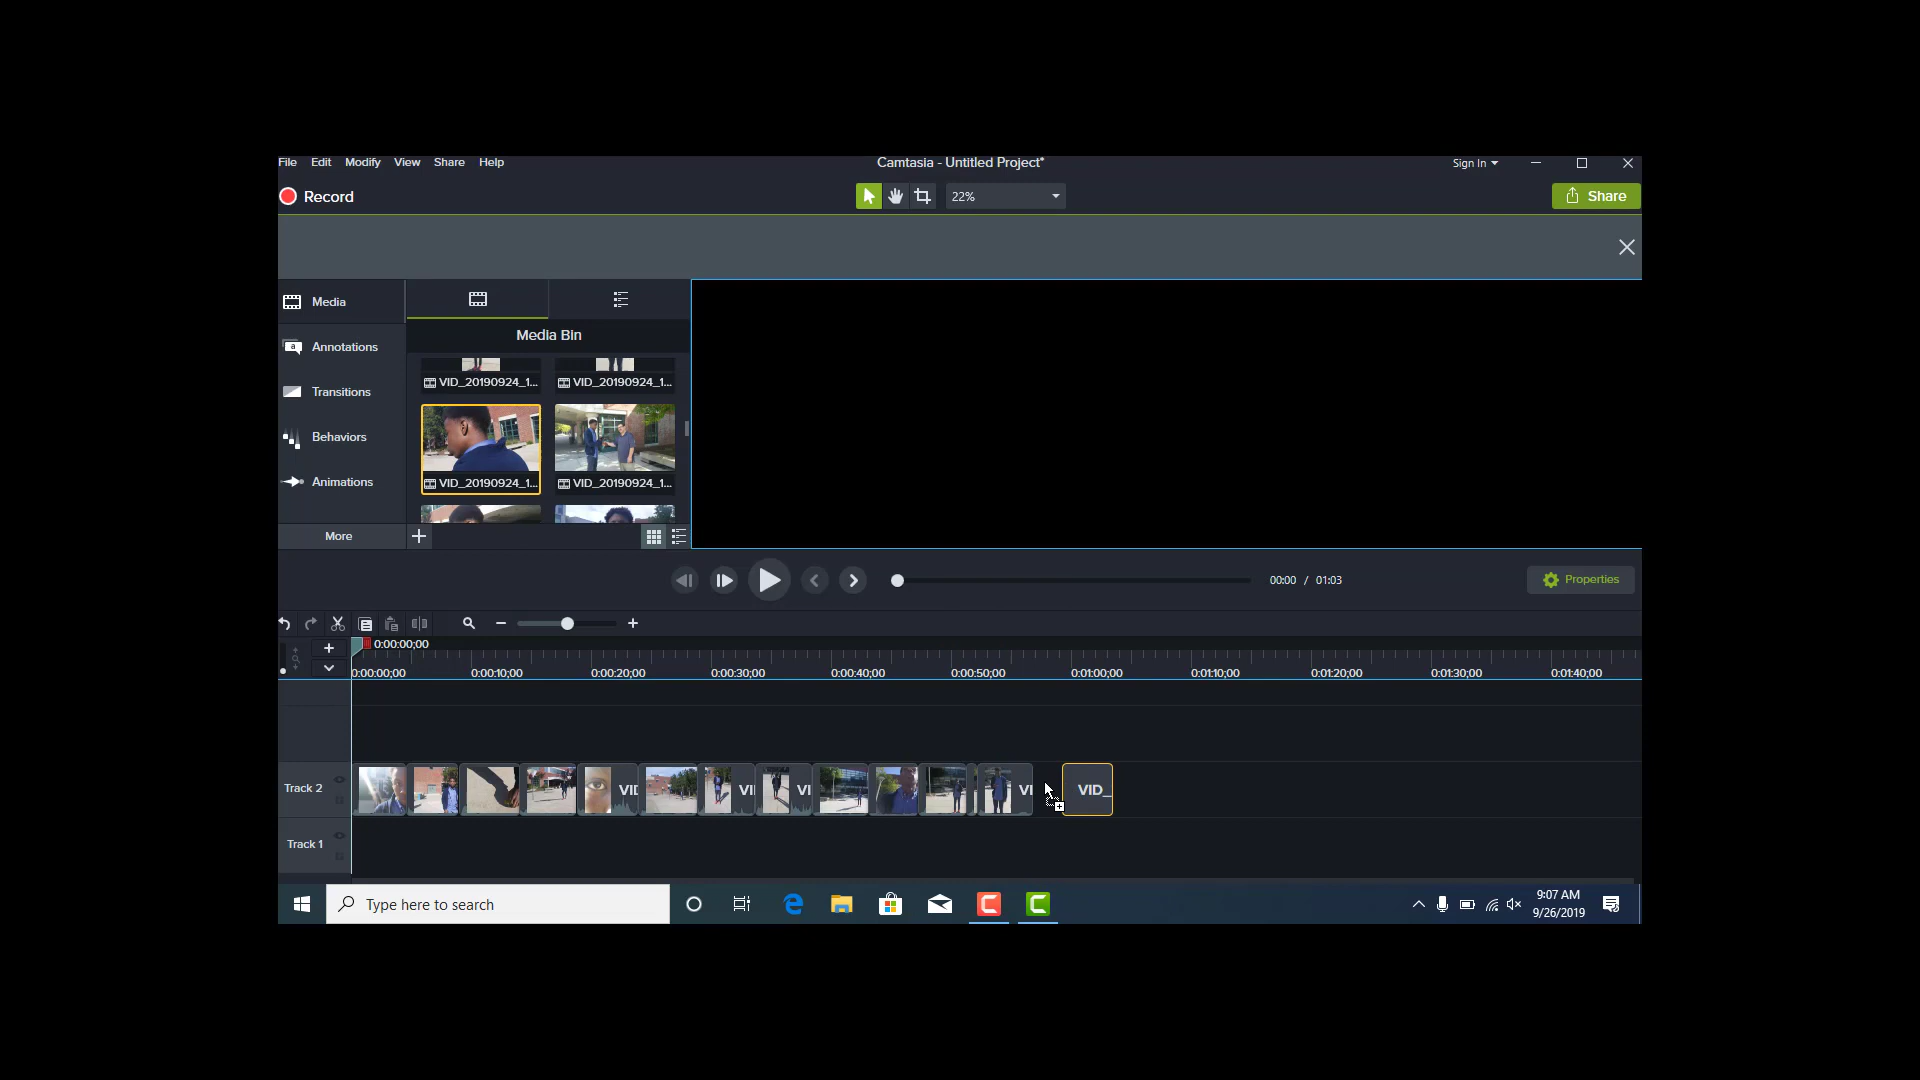 File Edit Modify View Share Help
Camtasia - Untitled Project*
Sign In
Record
22%
Share
Media
Annotations
Transitions
Behaviors
Animations
More
Media Bin
VID_20190924_1... VID_20190924_1...
VID_20190924_1... VID_20190924_1...
00:00 / 01:03
Properties
0:00:00;00
0:00:00;00 0:00:10;00 0:00:20;00 0:00:30;00 0:00:40;00 0:00:50;00 0:01:00;00 0:01:10;00 0:01:20;00 0:01:30;00 0:01:40;00
Track 2
VID VI VI VI VID_
Track 1
Type here to search
9:07 AM
9/26/2019